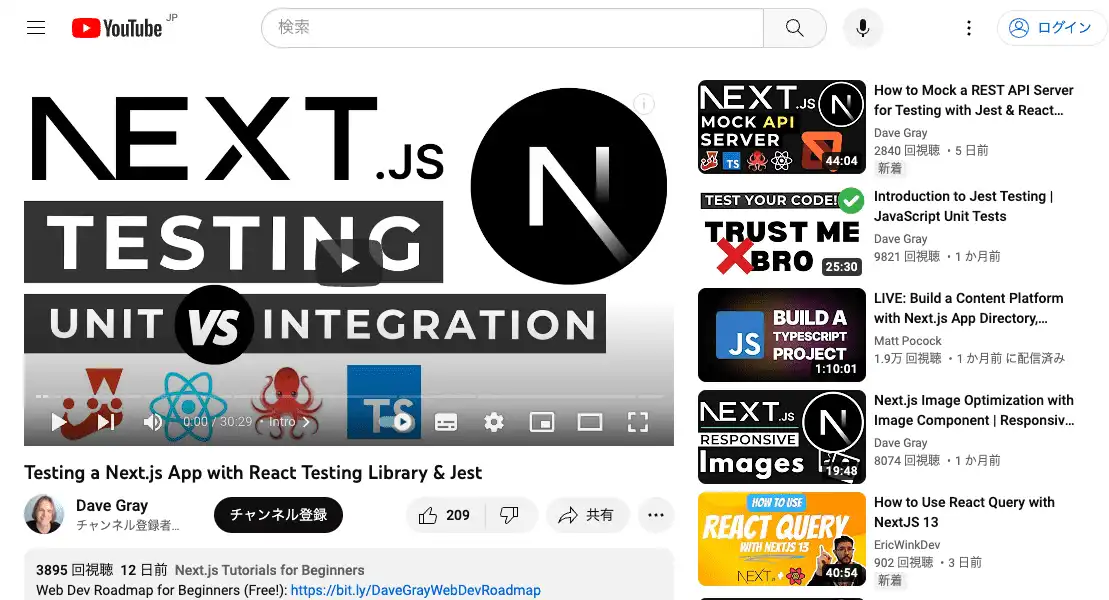 YouTube JP
検索
ログイン
NEXT.JS
TESTING
UNIT VS INTEGRATION
TS
0:00 / 30:29 • Intro
Testing a Next.js App with React Testing Library & Jest
Dave Gray
チャンネル登録者…
チャンネル登録
209
共有
3895 回視聴 12 日前 Next.js Tutorials for Beginners
Web Dev Roadmap for Beginners (Free!): https://bit.ly/DaveGrayWebDevRoadmap
NEXT.JS
MOCK API
SERVER
TS
44:04
How to Mock a REST API Server
for Testing with Jest & React…
Dave Gray
2840 回視聴 ・5 日前
新着
TEST YOUR CODE!
TRUST ME
BRO
25:30
Introduction to Jest Testing |
JavaScript Unit Tests
Dave Gray
9821 回視聴 ・1 か月前
JS
BUILD A
TYPESCRIPT
PROJECT
1:10:01
LIVE: Build a Content Platform
with Next.js App Directory,…
Matt Pocock
1.9万 回視聴 ・1 か月前 に配信済み
NEXT.JS
RESPONSIVE
Images
19:48
Next.js Image Optimization with
Image Component | Responsiv…
Dave Gray
8074 回視聴 ・1 か月前
HOW TO USE
REACT QUERY
WITH NEXTJS 13
NEXT.JS
40:54
How to Use React Query with
NextJS 13
EricWinkDev
902 回視聴 ・3 日前
新着